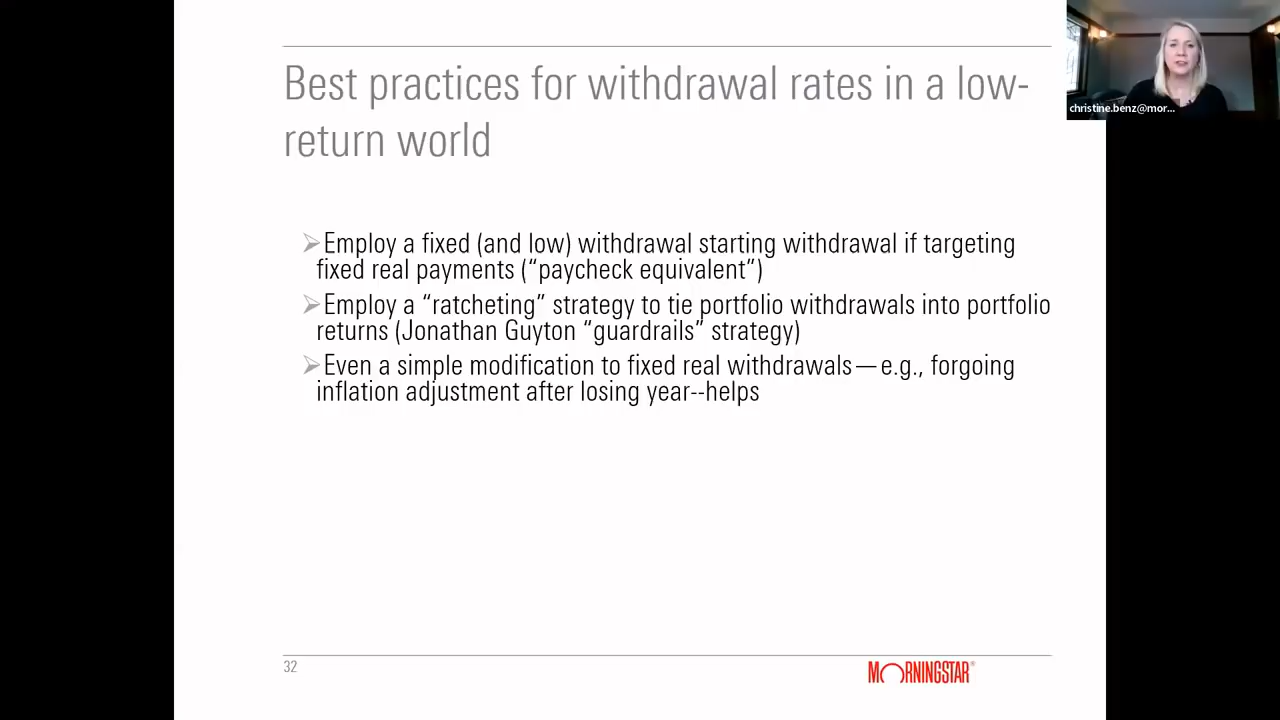 Best practices for withdrawal rates in a low-
return world
christine.benz@mor...
➢Employ a fixed (and low) withdrawal starting withdrawal if targeting
fixed real payments (“paycheck equivalent”)
➢Employ a “ratcheting” strategy to tie portfolio withdrawals into portfolio
returns (Jonathan Guyton “guardrails” strategy)
➢Even a simple modification to fixed real withdrawals—e.g., forgoing
inflation adjustment after losing year--helps
32
MORNINGSTAR®